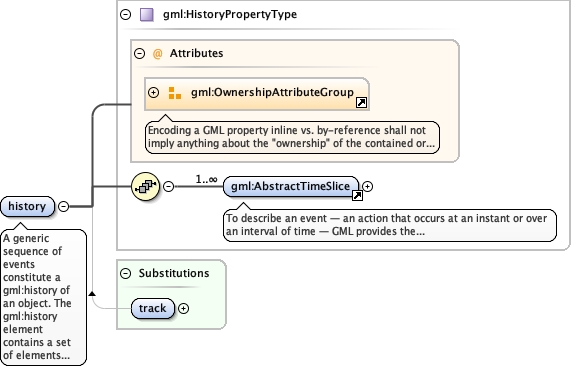 gml:HistoryPropertyType
@ Attributes
gml:OwnershipAttributeGroup
Encoding a GML property inline vs. by-reference shall not
imply anything about the "ownership" of the contained or...
1..∞
gml:AbstractTimeSlice
To describe an event — an action that occurs at an instant or over
an interval of time — GML provides the...
history
A generic
sequence of
events
constitute a
gml:history of
an object. The
gml:history
element
contains a set
of elements...
Substitutions
track